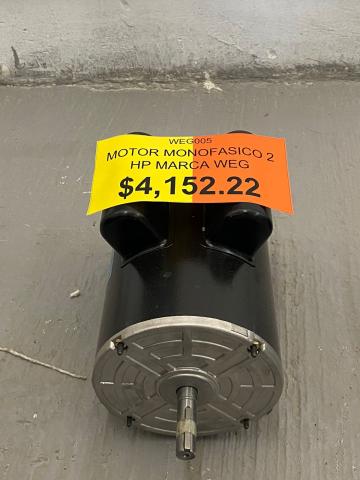 WEG005
MOTOR MONOFASICO 2
HP MARCA WEG
$4,152.22